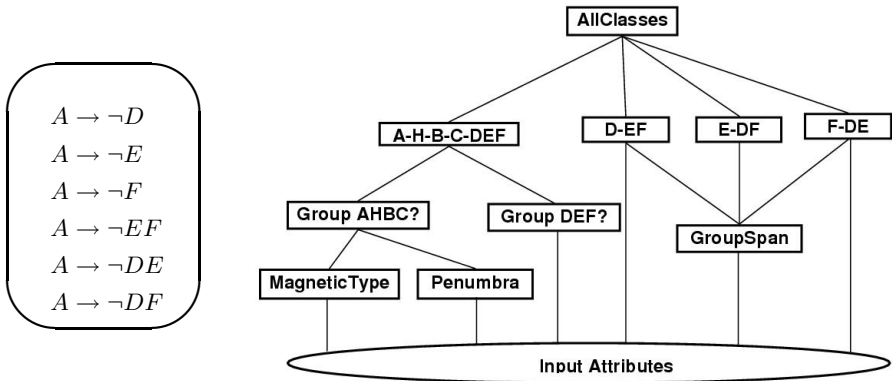 A → ¬D
A → ¬E
A → ¬F
A → ¬EF
A → ¬DE
A → ¬DF
AllClasses
A-H-B-C-DEF
D-EF
E-DF
F-DE
Group AHBC?
Group DEF?
GroupSpan
MagneticType
Penumbra
Input Attributes